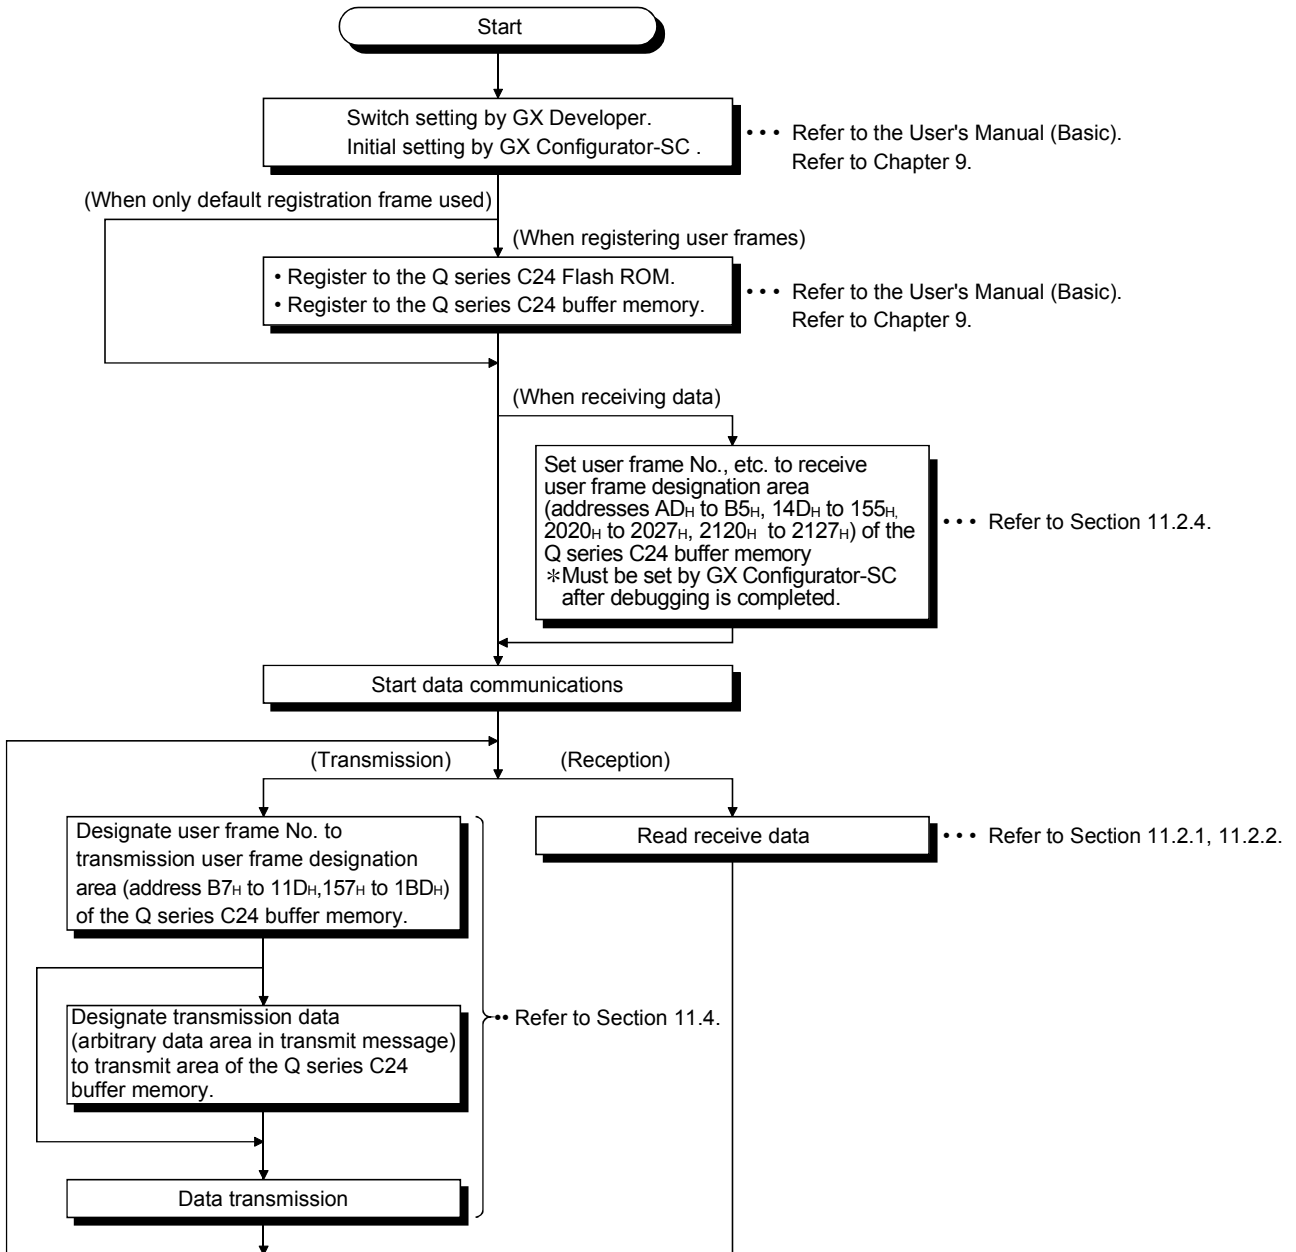 Start
Switch setting by GX Developer.
Initial setting by GX Configurator-SC .
••• Refer to the User's Manual (Basic).
Refer to Chapter 9.
(When only default registration frame used)
(When registering user frames)
• Register to the Q series C24 Flash ROM.
• Register to the Q series C24 buffer memory.
••• Refer to the User's Manual (Basic).
Refer to Chapter 9.
(When receiving data)
Set user frame No., etc. to receive
user frame designation area
(addresses ADH to B5H, 14DH to 155H,
2020H to 2027H, 2120H to 2127H) of the
Q series C24 buffer memory
＊Must be set by GX Configurator-SC
after debugging is completed.
••• Refer to Section 11.2.4.
Start data communications
(Transmission)
(Reception)
Designate user frame No. to
transmission user frame designation
area (address B7H to 11DH,157H to 1BDH)
of the Q series C24 buffer memory.
Read receive data
••• Refer to Section 11.2.1, 11.2.2.
Designate transmission data
(arbitrary data area in transmit message)
to transmit area of the Q series C24
buffer memory.
•• Refer to Section 11.4.
Data transmission